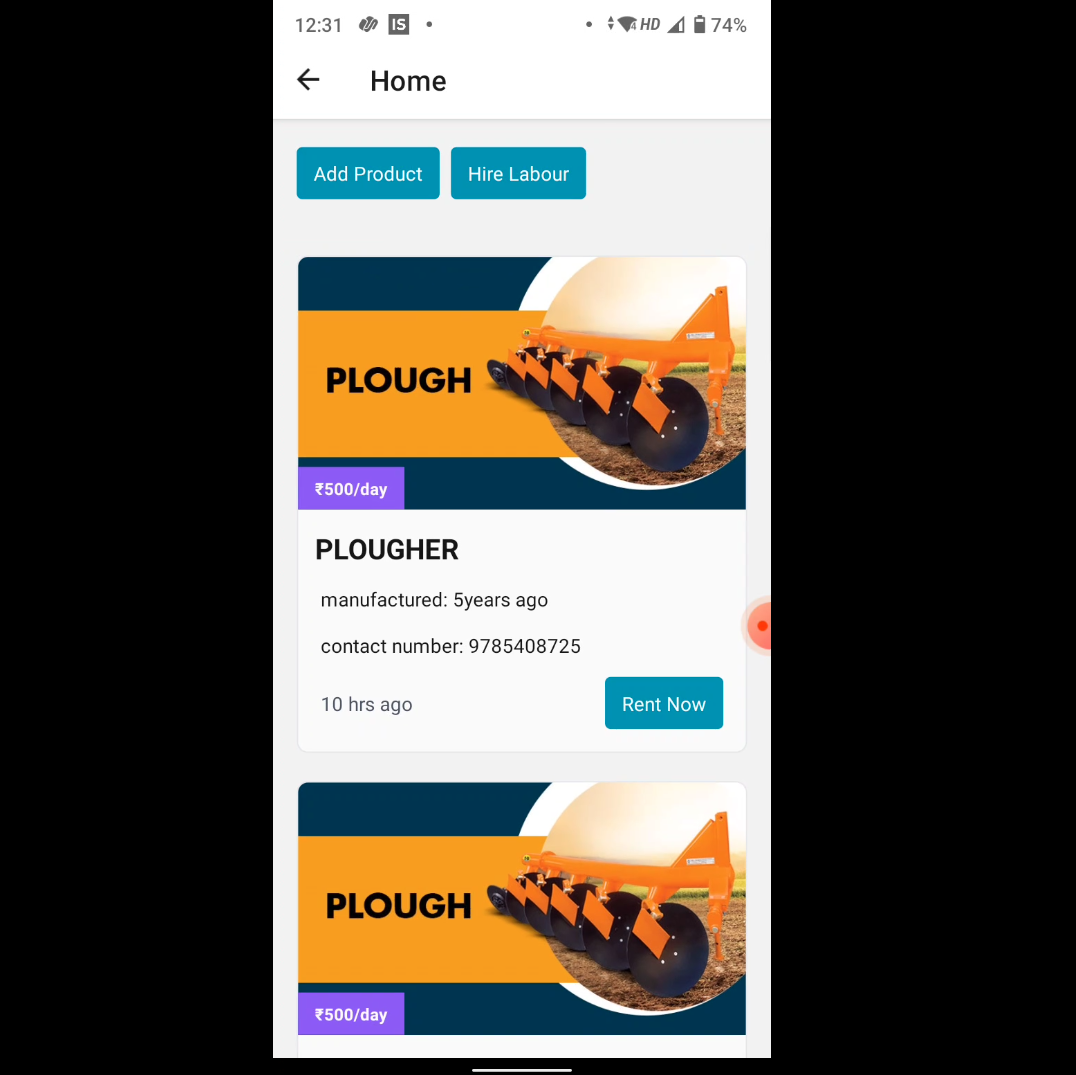 12:31 IS HD 74%
Home
Add Product Hire Labour
PLOUGH
₹500/day
PLOUGHER
manufactured: 5years ago
contact number: 9785408725
10 hrs ago Rent Now
PLOUGH
₹500/day